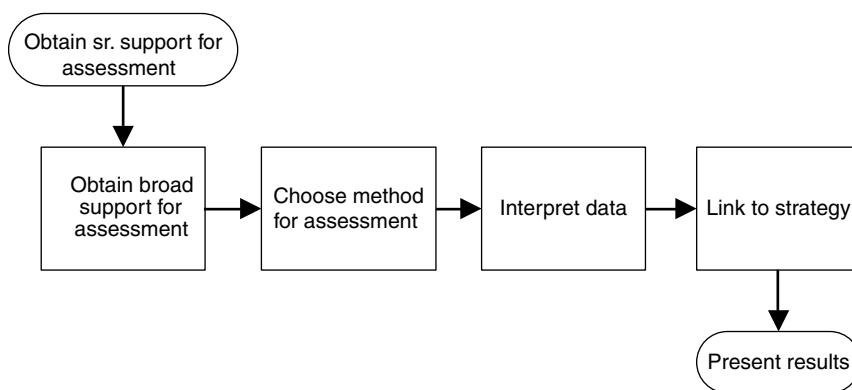 Obtain sr. support for
assessment
Obtain broad
support for
assessment
Choose method
for assessment
Interpret data
Link to strategy
Present results